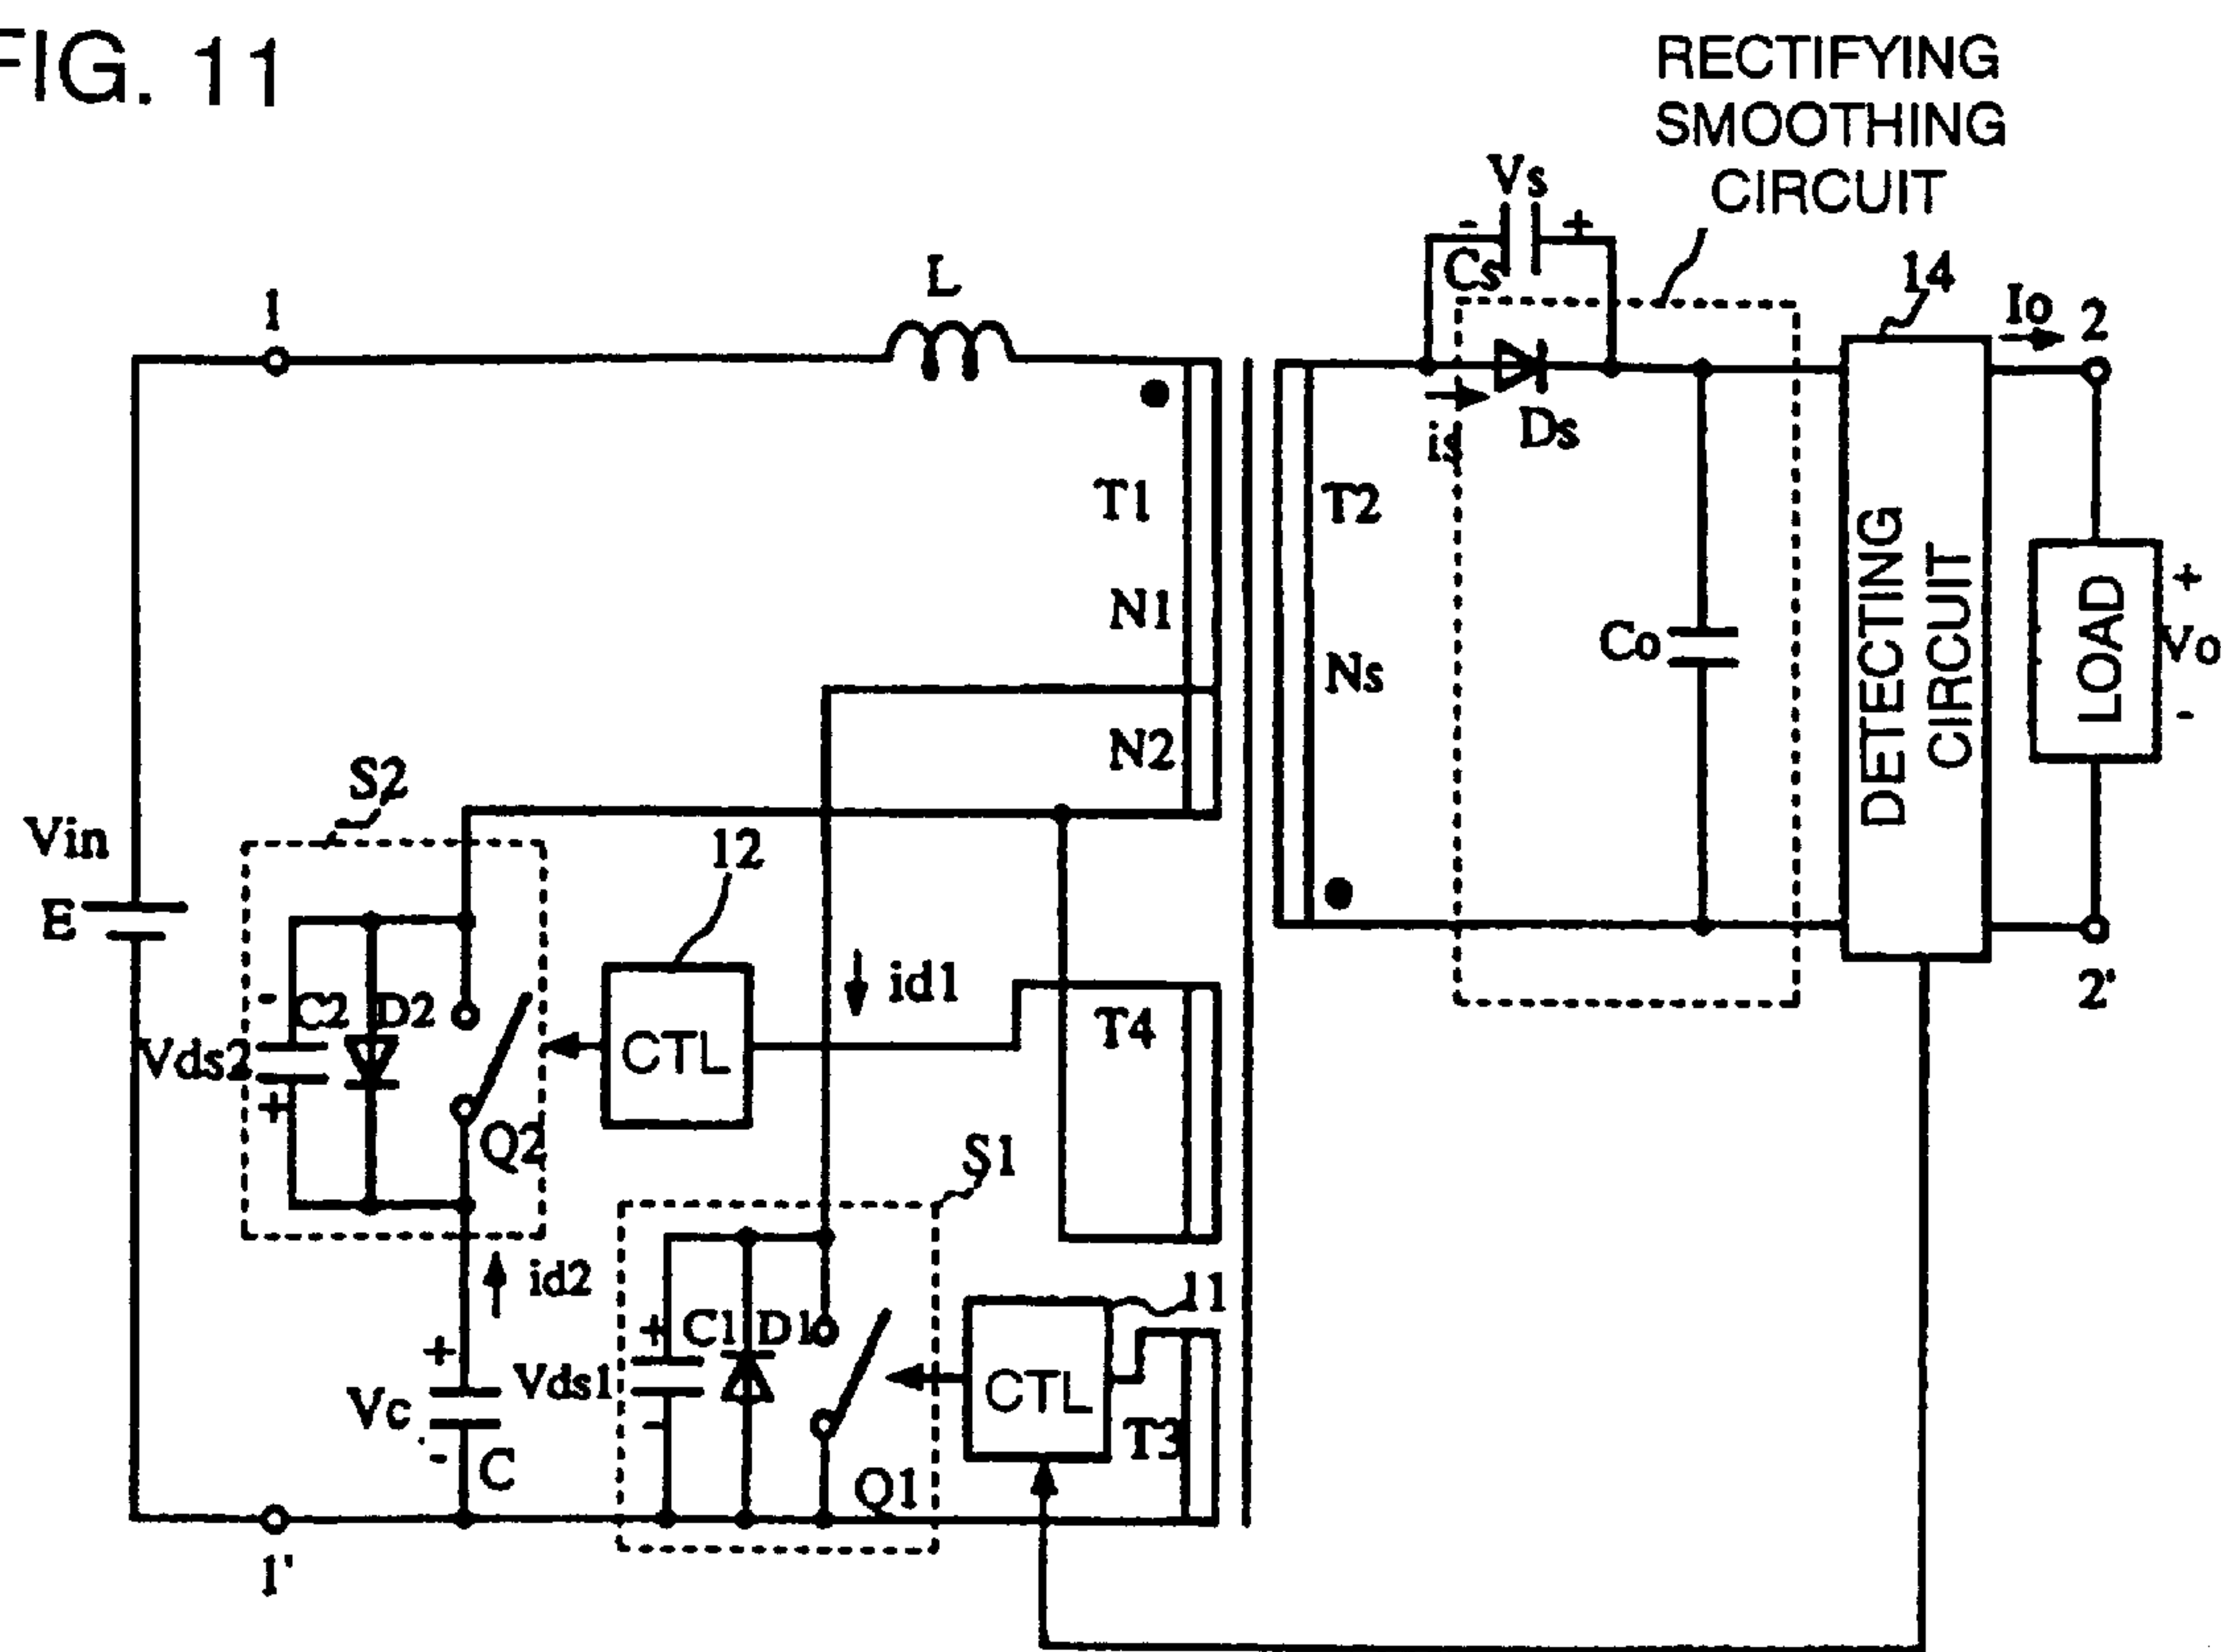 FIG. 11
RECTIFYING
SMOOTHING
CIRCUIT
Vs
- +
Cs
14
Io
2
1
L
is
Ds
T1
T2
N1
Ns
N2
Co
DETECTING
CIRCUIT
LOAD
+
Vo
-
2'
S2
Vin
E
12
- C2 D2
Vds2
+
Q2
CTL
id1
T4
S1
id2
11
+ C1 D1
Vds1
-
+
Vc
-
C
Q1
CTL
T3
1'